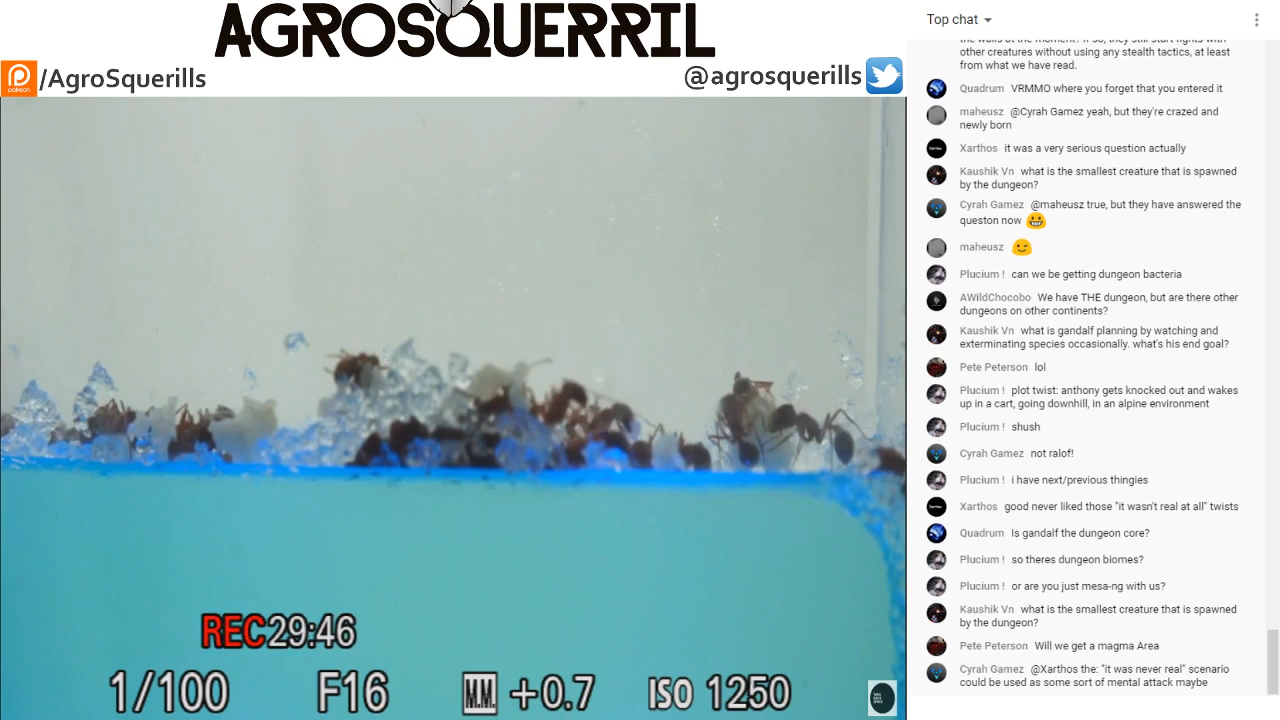 AGROSQUERRIL
/AgroSquerills
@agrosquerills
REC29:46
1/100 F16 M.M. +0.7 ISO 1250
Top chat
other creatures without using any stealth tactics, at least
from what we have read.
Quadrum VRMMO where you forget that you entered it
maheusz @Cyrah Gamez yeah, but they're crazed and
newly born
Xarthos it was a very serious question actually
Kaushik Vn what is the smallest creature that is spawned
by the dungeon?
Cyrah Gamez @maheusz true, but they have answered the
queston now 😀
maheusz 😉
Plucium ! can we be getting dungeon bacteria
AWildChocobo We have THE dungeon, but are there other
dungeons on other continents?
Kaushik Vn what is gandalf planning by watching and
exterminating species occasionally. what's his end goal?
Pete Peterson lol
Plucium ! plot twist: anthony gets knocked out and wakes
up in a cart, going downhill, in an alpine environment
Plucium ! shush
Cyrah Gamez not ralof!
Plucium ! i have next/previous thingies
Xarthos good never liked those "it wasn't real at all" twists
Quadrum Is gandalf the dungeon core?
Plucium ! so theres dungeon biomes?
Plucium ! or are you just mesa-ng with us?
Kaushik Vn what is the smallest creature that is spawned
by the dungeon?
Pete Peterson Will we get a magma Area
Cyrah Gamez @Xarthos the: "it was never real" scenario
could be used as some sort of mental attack maybe